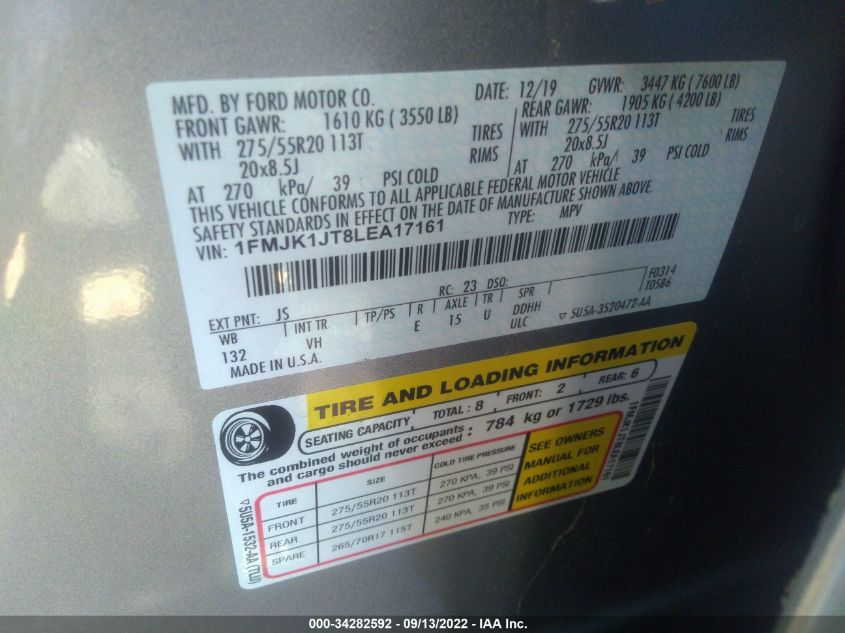 MFD. BY FORD MOTOR CO.
DATE: 12/19 GVWR: 3447 KG (7600 LB)
FRONT GAWR: 1610 KG (3550 LB)
REAR GAWR: 1905 KG (4200 LB)
WITH 275/55R20 113T TIRES
WITH 275/55R20 113T TIRES
20x8.5J RIMS
20x8.5J RIMS
AT 270 kPa/ 39 PSI COLD
AT 270 kPa/ 39 PSI COLD
THIS VEHICLE CONFORMS TO ALL APPLICABLE FEDERAL MOTOR VEHICLE
SAFETY STANDARDS IN EFFECT ON THE DATE OF MANUFACTURE SHOWN ABOVE.
VIN: 1FMJK1JT8LEA17161
TYPE: MPV
F0314
T05B6
EXT PNT: JS RC: 23 DSO:
WB INT TR TP/PS R AXLE TR SPR
132 VH E 15 U DDHH
ULC
▽ 5U5A-3520472-AA
MADE IN U.S.A.
TIRE AND LOADING INFORMATION
SEATING CAPACITY TOTAL: 8 FRONT: 2 REAR: 6
The combined weight of occupants
and cargo should never exceed : 784 kg or 1729 lbs.
TIRE SIZE COLD TIRE PRESSURE
FRONT 275/55R20 113T 270 KPA, 39 PSI
REAR 275/55R20 113T 270 KPA, 39 PSI
SPARE 265/70R17 115T 240 KPA, 35 PSI
SEE OWNERS
MANUAL FOR
ADDITIONAL
INFORMATION
1FMJK1JT8LEA17161
▽ 5U5A-1532-AA (TLU)
000-34282592 - 09/13/2022 - IAA Inc.